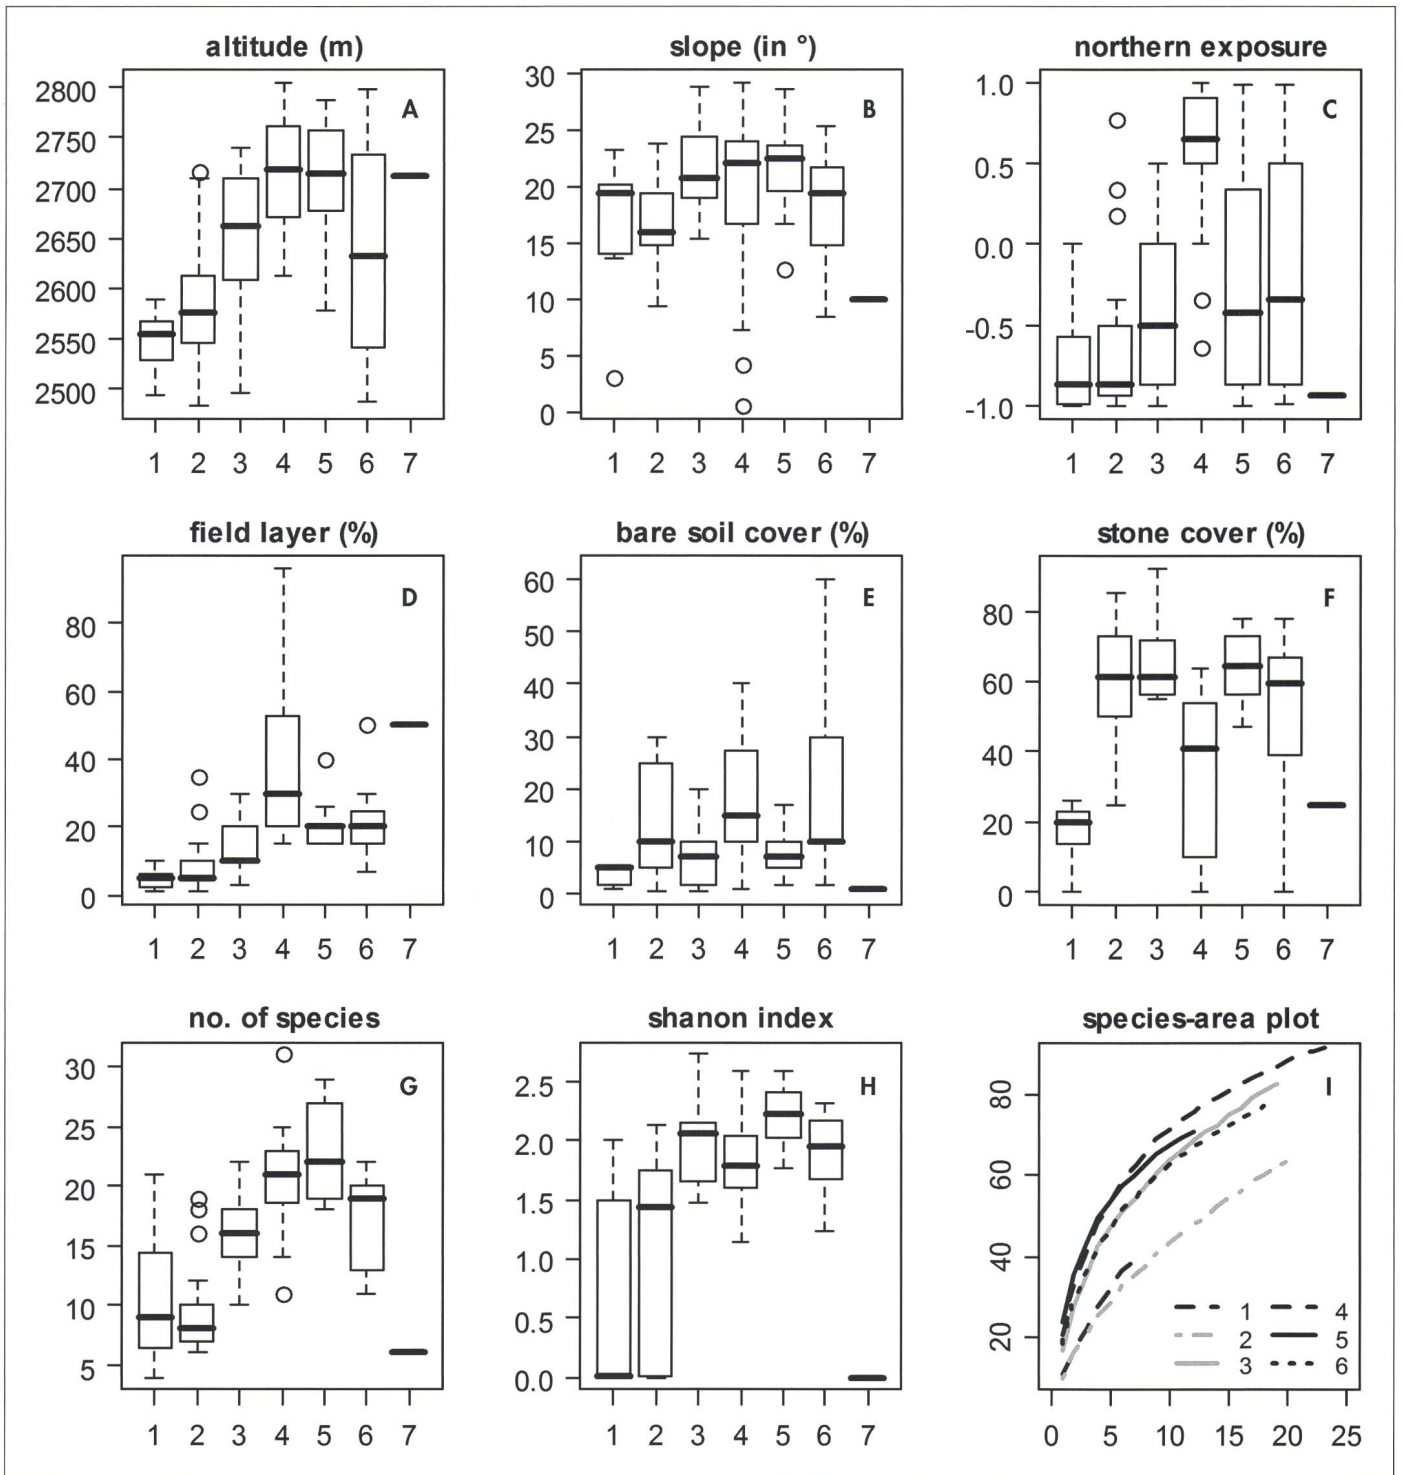 altitude (m)
2800
2750
2700
2650
2600
2550
2500
A
1 2 3 4 5 6 7
slope (in °)
30
25
20
15
10
5
0
B
1 2 3 4 5 6 7
northern exposure
1.0
0.5
0.0
-0.5
-1.0
C
1 2 3 4 5 6 7
field layer (%)
80
60
40
20
0
D
1 2 3 4 5 6 7
bare soil cover (%)
60
50
40
30
20
10
0
E
1 2 3 4 5 6 7
stone cover (%)
80
60
40
20
0
F
1 2 3 4 5 6 7
no. of species
30
25
20
15
10
5
G
1 2 3 4 5 6 7
shanon index
2.5
2.0
1.5
1.0
0.5
0.0
H
1 2 3 4 5 6 7
species-area plot
80
60
40
20
I
1 4
2 5
3 6
0 5 10 15 20 25